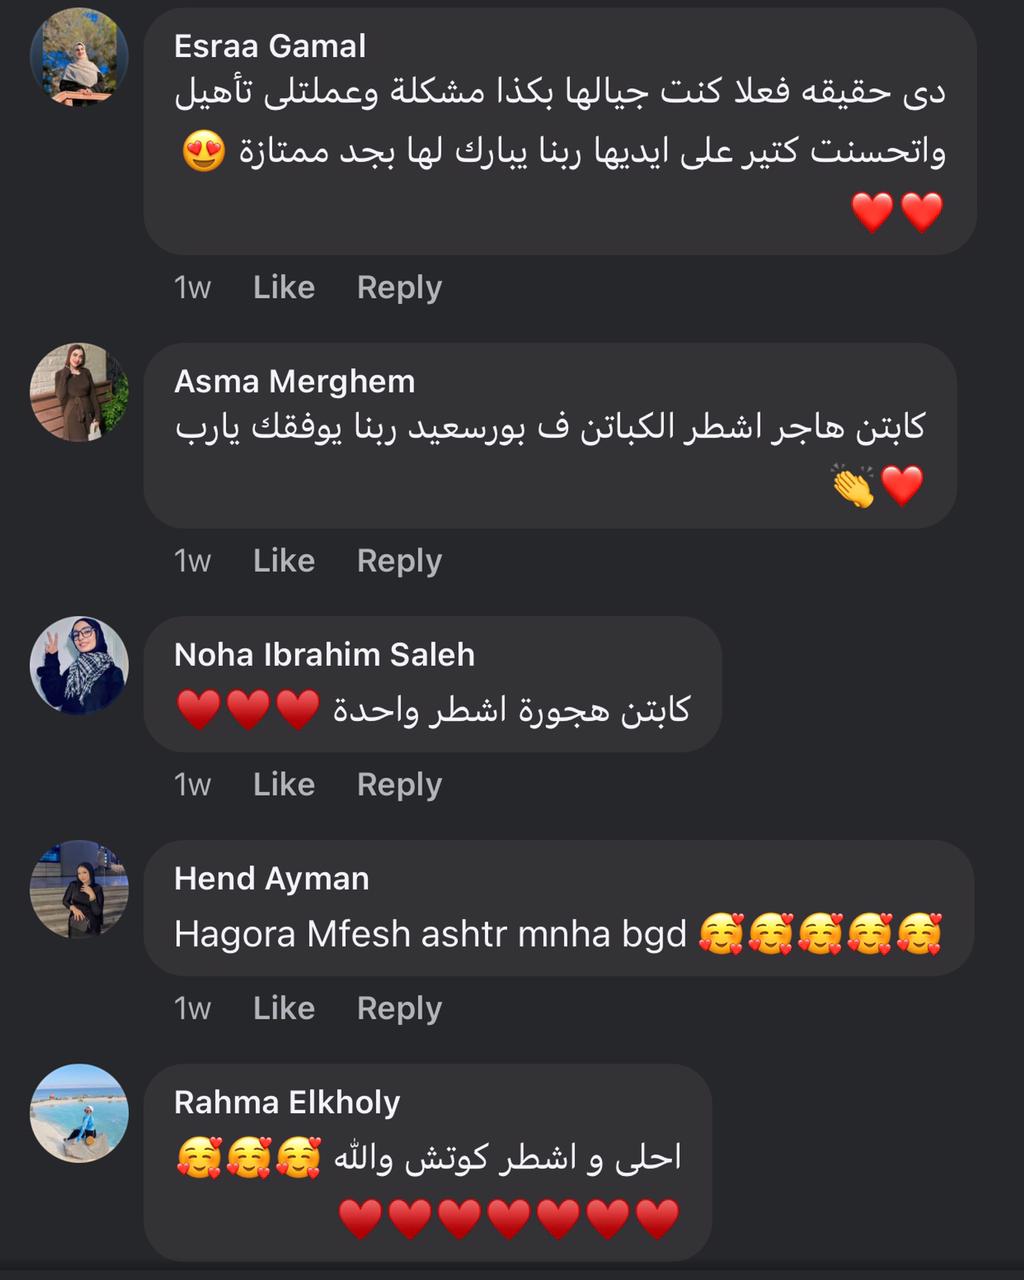 Esraa Gamal
دى حقيقه فعلا كنت جيالها بكذا مشكلة وعملتلى تأهيل
واتحسنت كتير على ايديها ربنا يبارك لها بجد ممتازة 😍
❤️❤️
1w Like Reply
Asma Merghem
كابتن هاجر اشطر الكباتن ف بورسعيد ربنا يوفقك يارب
❤️👏
1w Like Reply
Noha Ibrahim Saleh
كابتن هجورة اشطر واحدة ♥️♥️♥️
1w Like Reply
Hend Ayman
Hagora Mfesh ashtr mnha bgd 🥰🥰🥰🥰🥰
1w Like Reply
Rahma Elkholy
احلى و اشطر كوتش والله 🥰🥰🥰
♥️♥️♥️♥️♥️♥️♥️